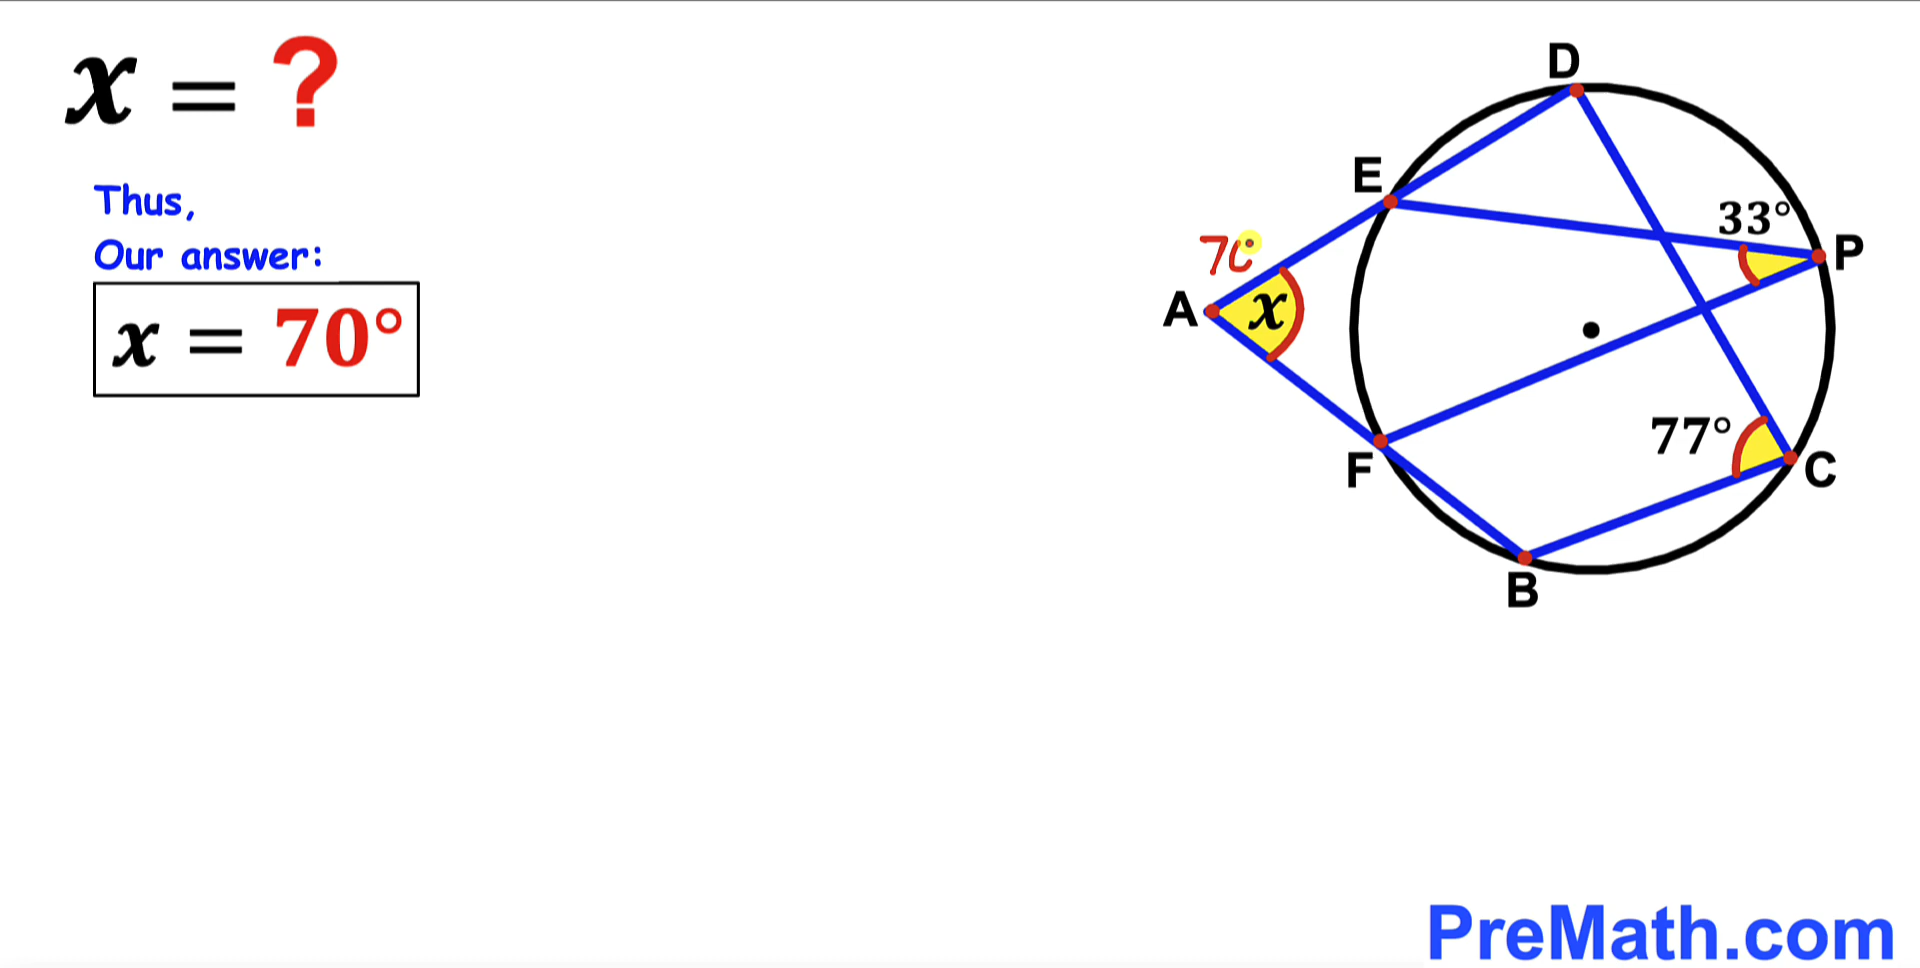 x = ?
Thus,
Our answer:
x = 70°
D
E
33°
P
70°
A
x
77°
F
C
B
PreMath.com